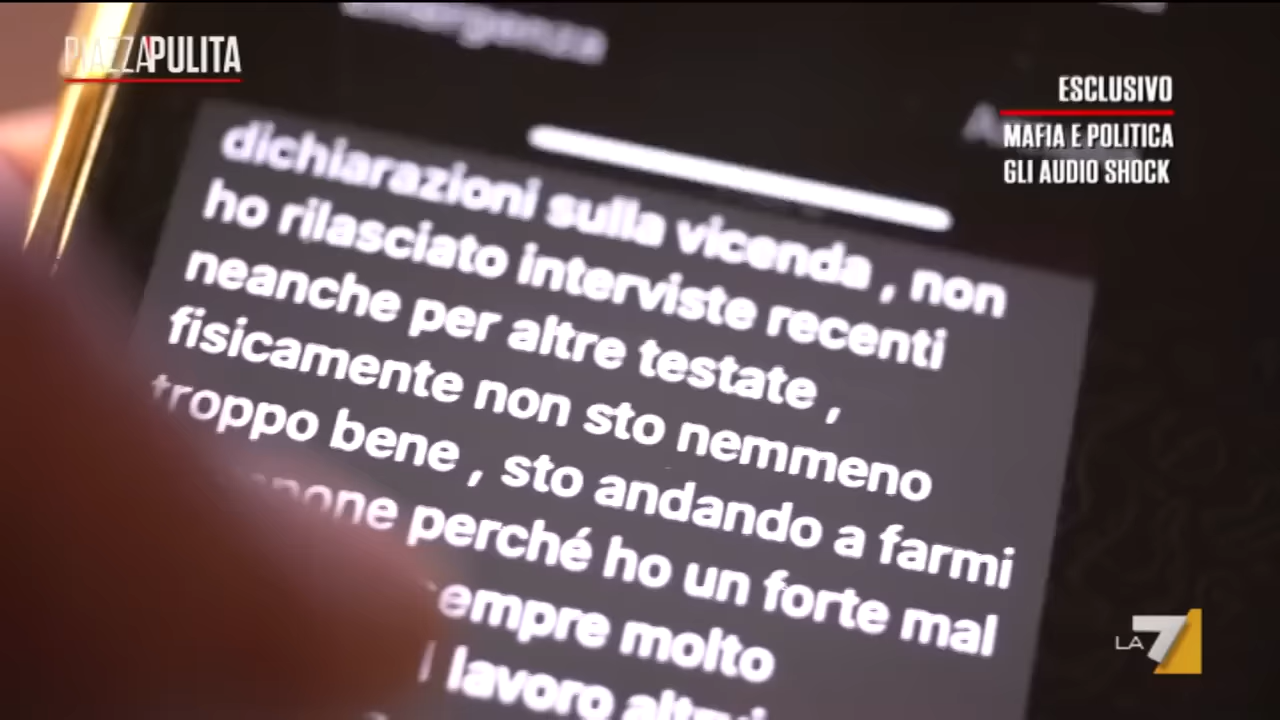 PIAZZAPULITA
ESCLUSIVO
MAFIA E POLITICA
GLI AUDIO SHOCK
dichiarazioni sulla vicenda , non
ho rilasciato interviste recenti
neanche per altre testate ,
fisicamente non sto nemmeno
troppo bene , sto andando a farmi
perché ho un forte mal
sempre molto
lavoro
LA7